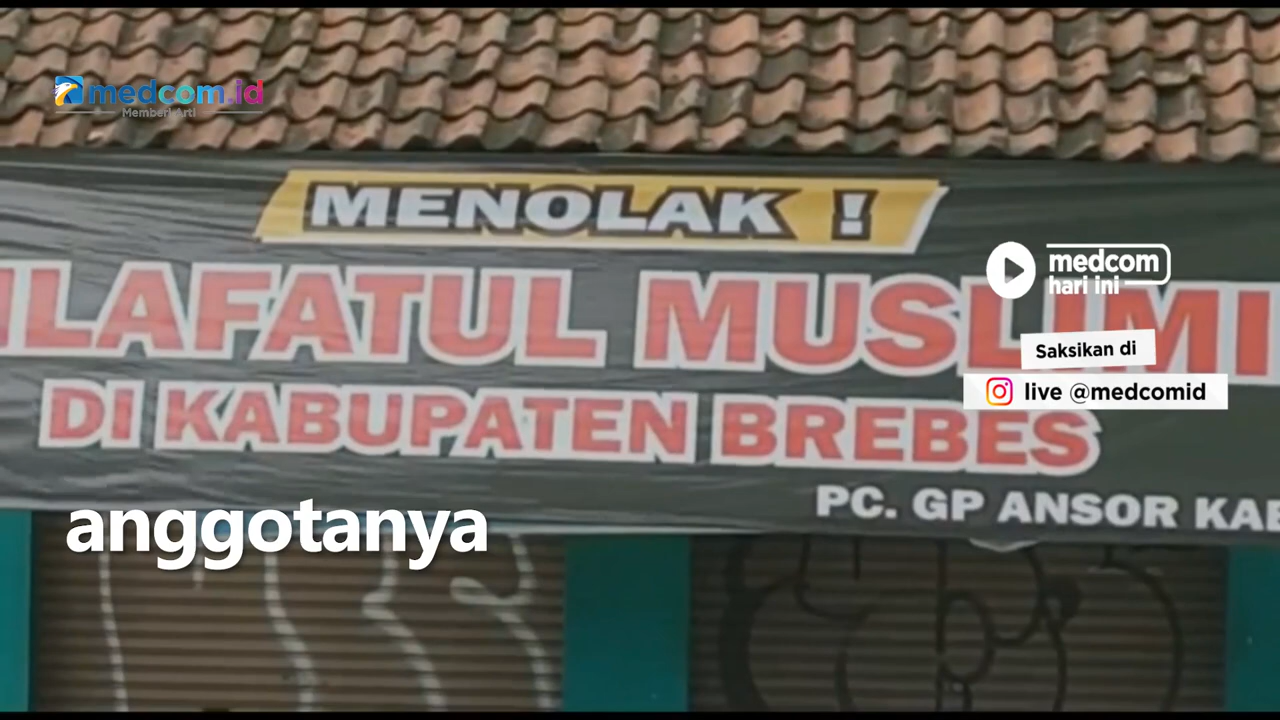 medcom.id
Memberi Arti
MENOLAK !
ILAFATUL MUSLIMI
DI KABUPATEN BREBES
PC. GP ANSOR KAB
medcom
hari ini
Saksikan di
live @medcomid
anggotanya